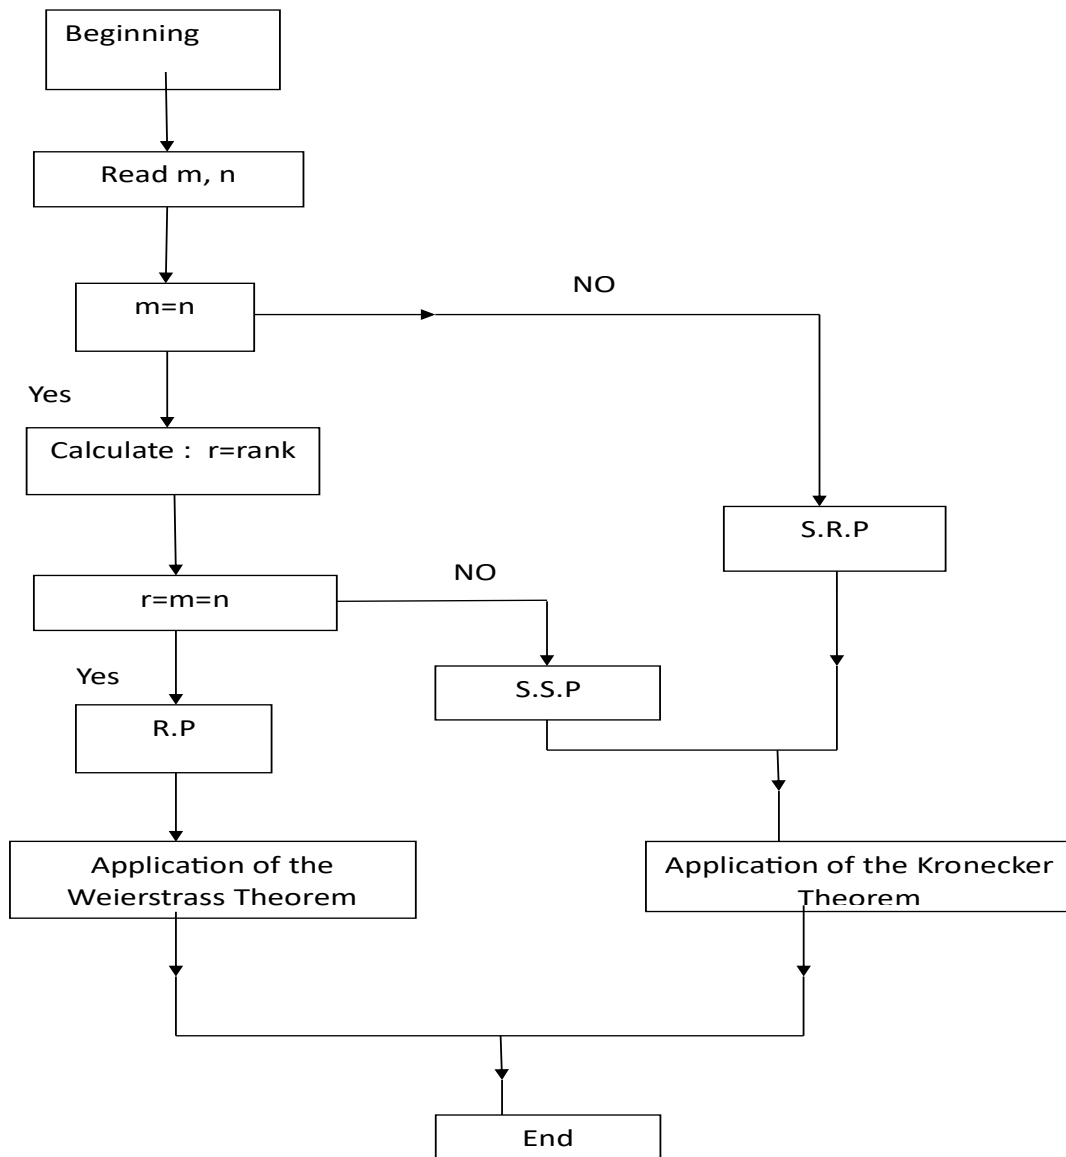 Beginning
Read m, n
m=n
NO
Yes
Calculate : r=rank
S.R.P
r=m=n
NO
Yes
S.S.P
R.P
Application of the
Weierstrass Theorem
Application of the Kronecker
Theorem
End